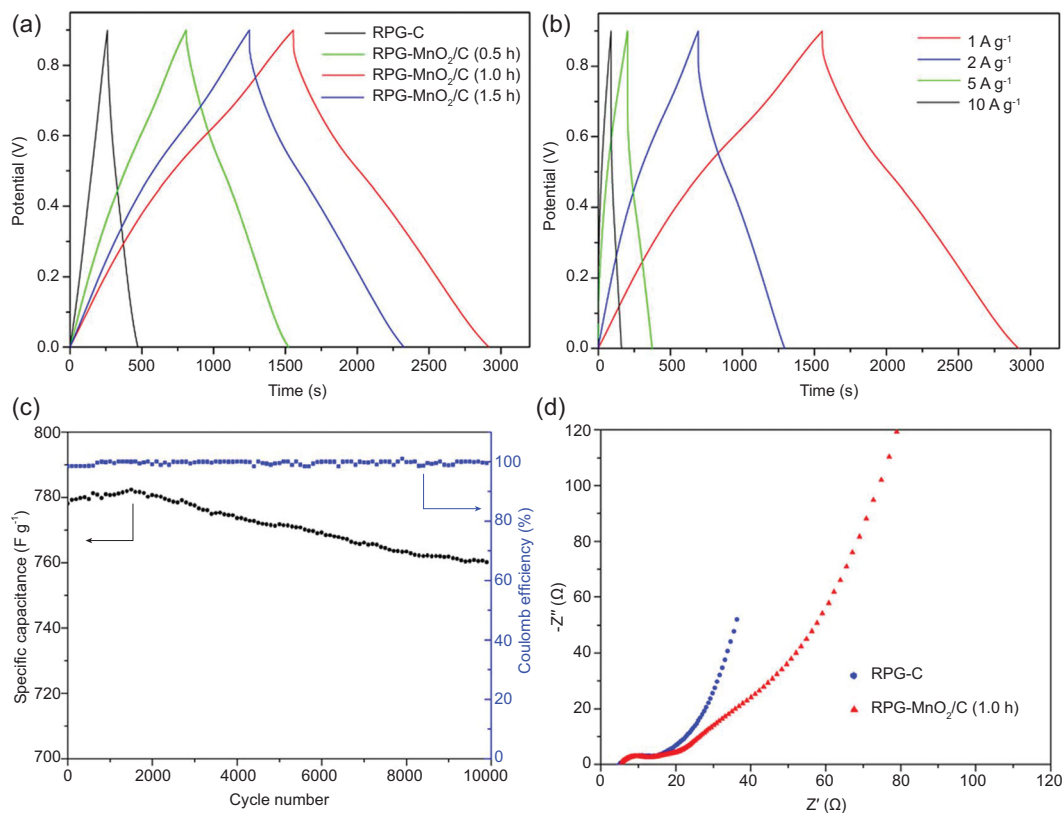 (a)
RPG-C
RPG-MnO₂/C (0.5 h)
RPG-MnO₂/C (1.0 h)
RPG-MnO₂/C (1.5 h)
0.8
0.6
0.4
0.2
0.0
Potential (V)
0 500 1000 1500 2000 2500 3000
Time (s)
(b)
1 A g⁻¹
2 A g⁻¹
5 A g⁻¹
10 A g⁻¹
0.8
0.6
0.4
0.2
0.0
Potential (V)
0 500 1000 1500 2000 2500 3000
Time (s)
(c)
800
780
760
740
720
700
Specific capacitance (F g⁻¹)
100
80
60
40
20
0
Coulomb efficiency (%)
0 2000 4000 6000 8000 10000
Cycle number
(d)
120
100
80
60
40
20
0
-Z″ (Ω)
RPG-C
RPG-MnO₂/C (1.0 h)
0 20 40 60 80 100 120
Z′ (Ω)